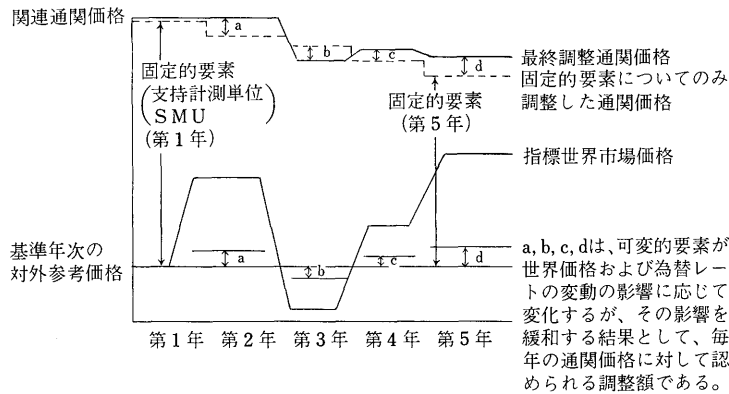 関連通関価格
a
b
c
d
最終調整通関価格
固定的要素についてのみ
調整した通関価格
固定的要素
(支持計測単位)
SMU
(第1年)
固定的要素
(第5年)
指標世界市場価格
基準年次の
対外参考価格
a
b
c
d
a, b, c, dは、可変的要素が
世界価格および為替レー
トの変動の影響に応じて
変化するが、その影響を
緩和する結果として、毎
年の通関価格に対して認
められる調整額である。
第1年 第2年 第3年 第4年 第5年